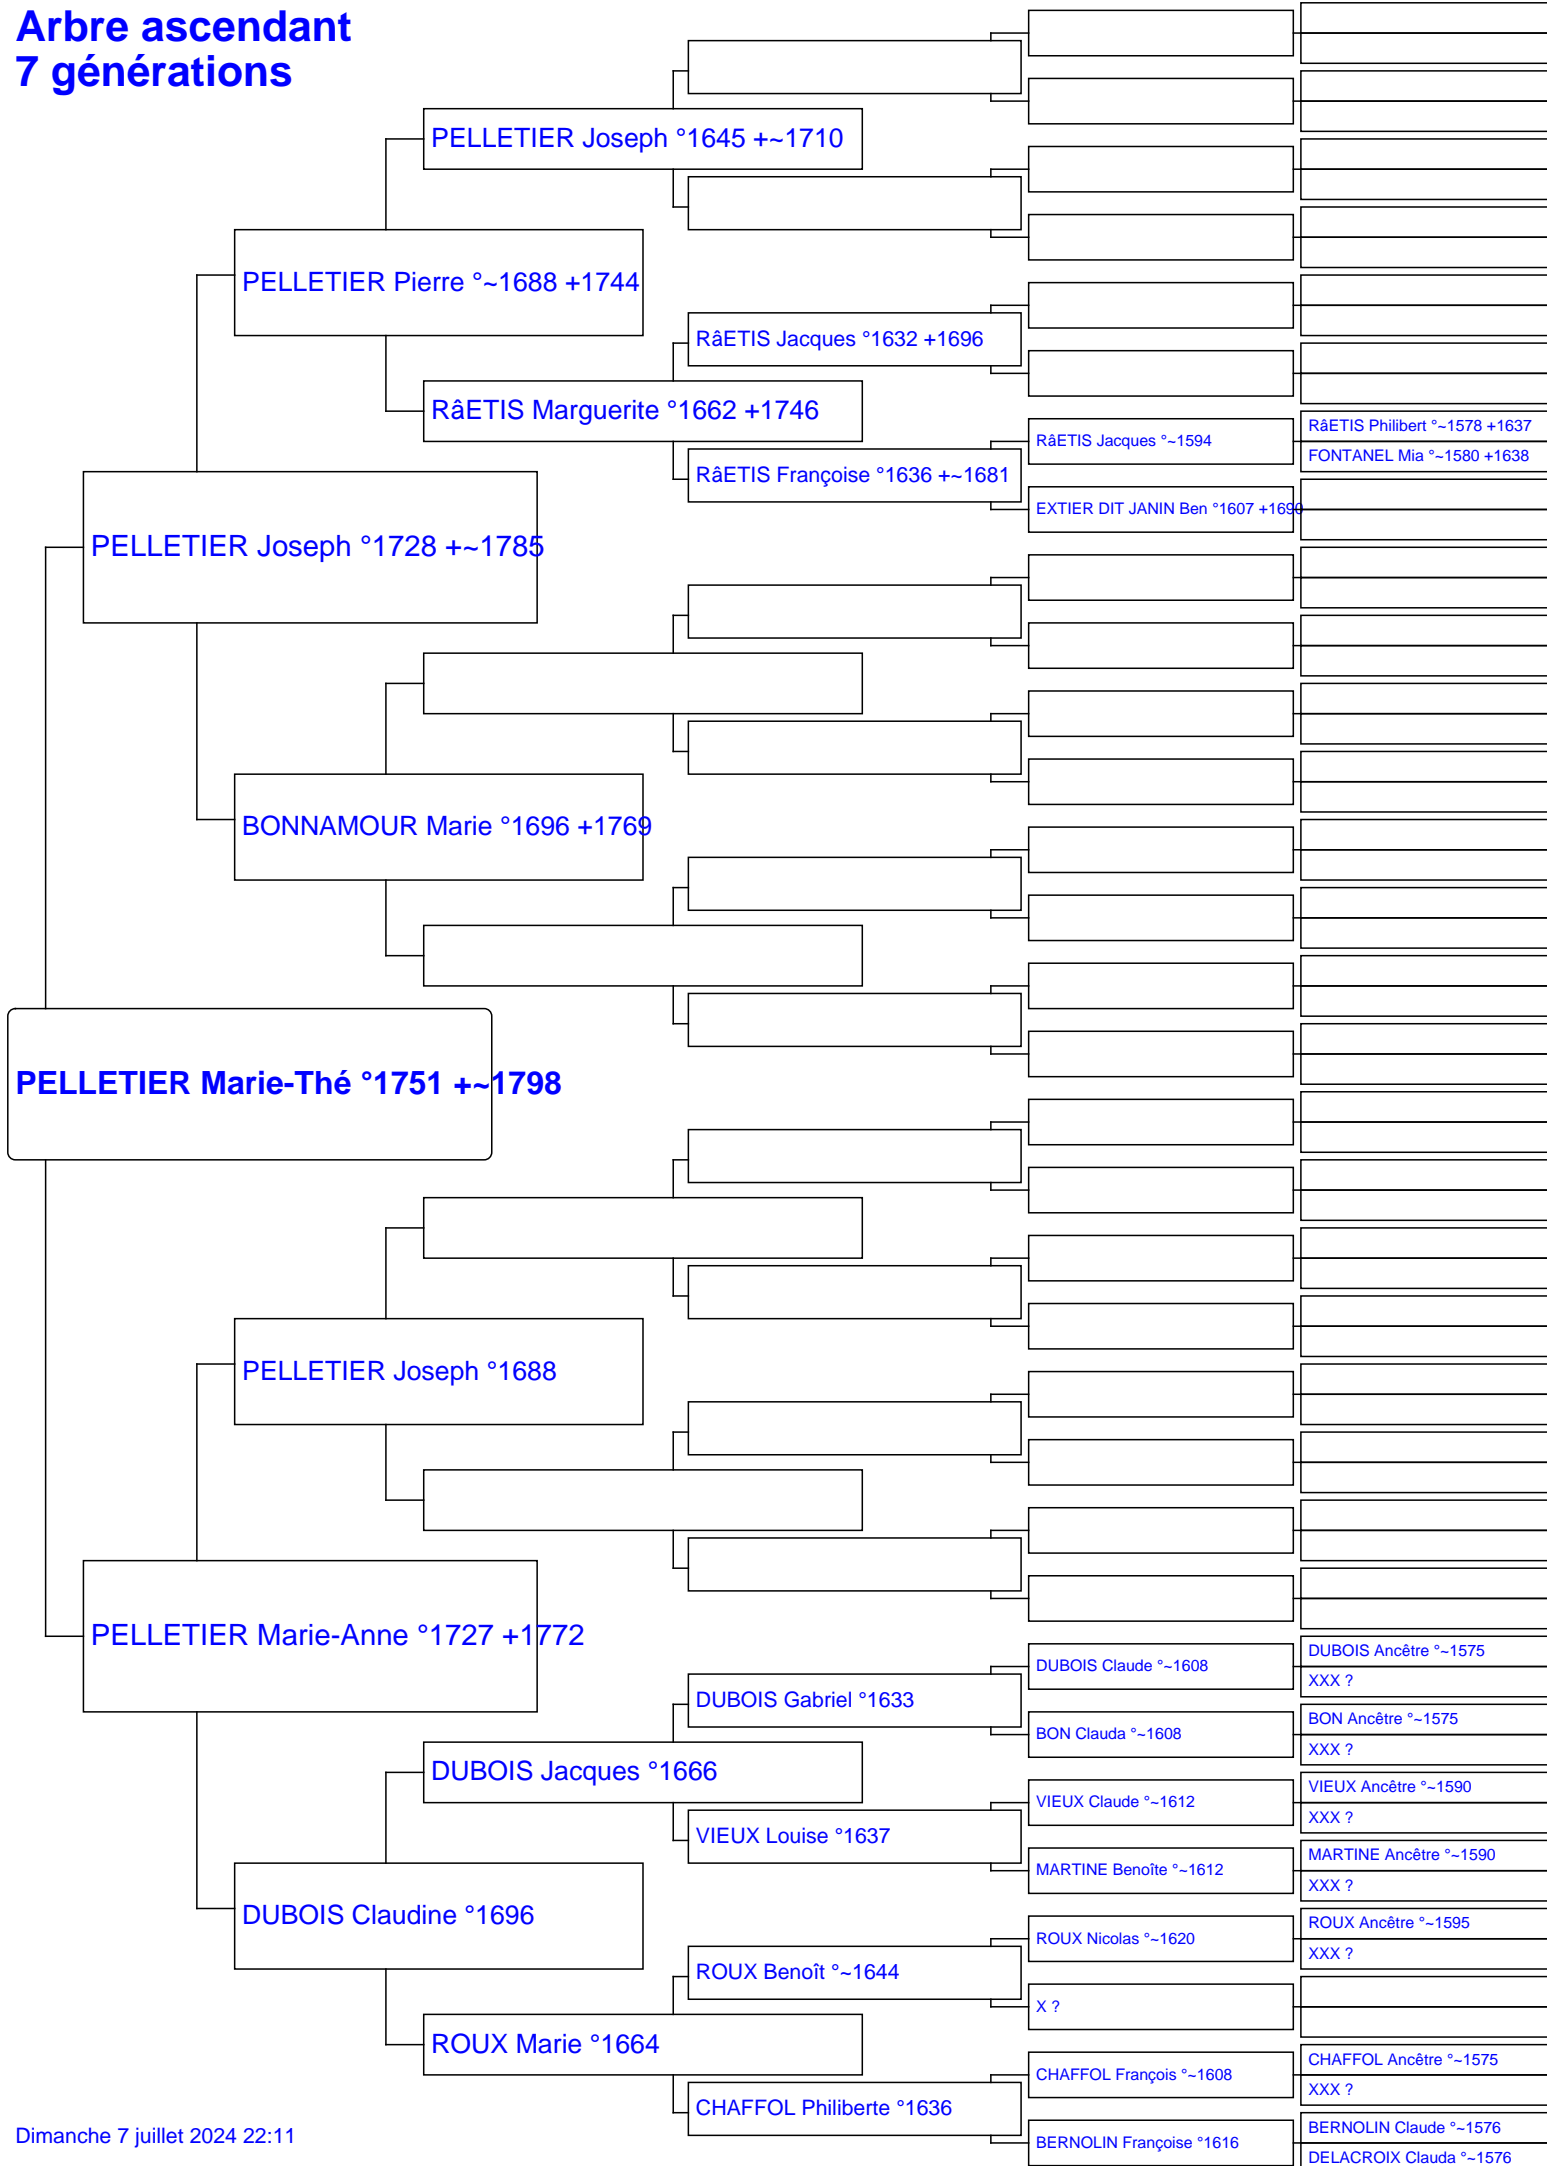 Arbre ascendant
7 générations
PELLETIER Joseph °1645 +~1710
PELLETIER Pierre °~1688 +1744
RâETIS Jacques °1632 +1696
RâETIS Marguerite °1662 +1746
RâETIS Philibert °~1578 +1637
RâETIS Jacques °~1594
FONTANEL Mia °~1580 +1638
RâETIS Françoise °1636 +~1681
EXTIER DIT JANIN Ben °1607 +1690
PELLETIER Joseph °1728 +~1785
BONNAMOUR Marie °1696 +1769
PELLETIER Marie-Thé °1751 +~1798
PELLETIER Joseph °1688
PELLETIER Marie-Anne °1727 +1772
DUBOIS Ancêtre °~1575
DUBOIS Claude °~1608
XXX ?
DUBOIS Gabriel °1633
BON Ancêtre °~1575
BON Clauda °~1608
XXX ?
DUBOIS Jacques °1666
VIEUX Ancêtre °~1590
VIEUX Claude °~1612
XXX ?
VIEUX Louise °1637
MARTINE Ancêtre °~1590
MARTINE Benoîte °~1612
XXX ?
DUBOIS Claudine °1696
ROUX Ancêtre °~1595
ROUX Nicolas °~1620
XXX ?
ROUX Benoît °~1644
X ?
ROUX Marie °1664
CHAFFOL Ancêtre °~1575
CHAFFOL François °~1608
XXX ?
CHAFFOL Philiberte °1636
BERNOLIN Claude °~1576
BERNOLIN Françoise °1616
DELACROIX Clauda °~1576
Dimanche 7 juillet 2024 22:11